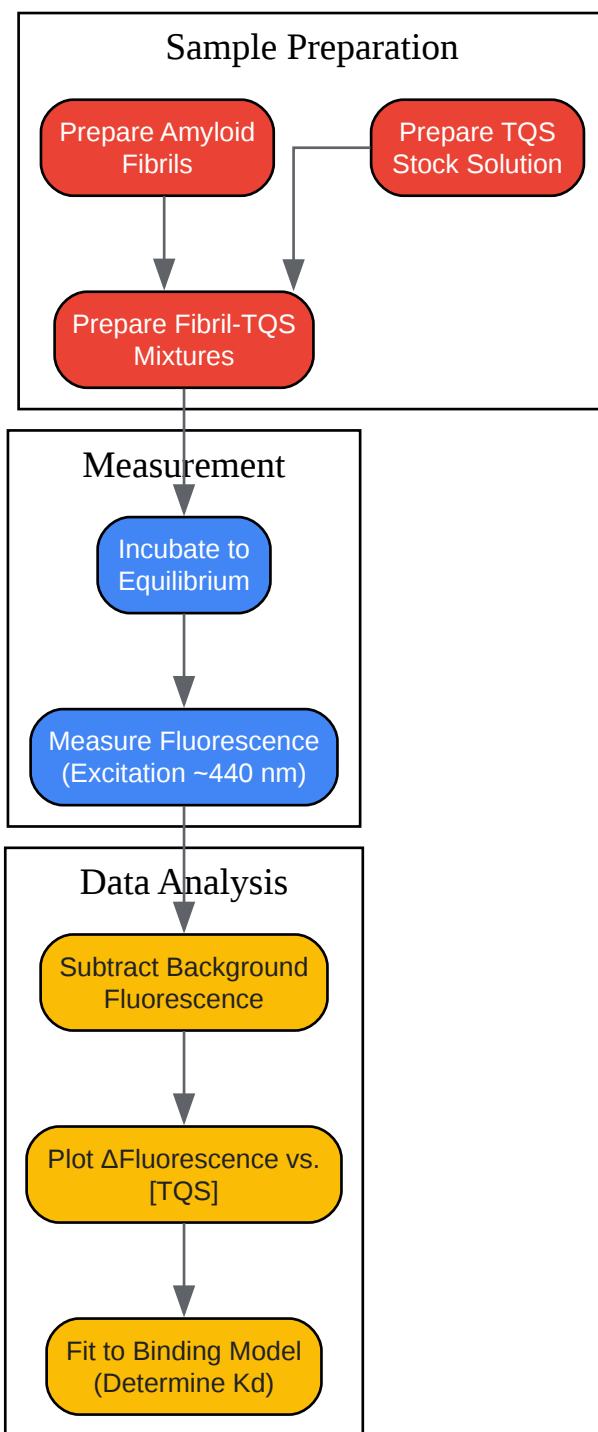 Sample Preparation
Prepare Amyloid
Fibrils
Prepare TQS
Stock Solution
Prepare Fibril-TQS
Mixtures
Measurement
Incubate to
Equilibrium
Measure Fluorescence
(Excitation ~440 nm)
Data Analysis
Subtract Background
Fluorescence
Plot ΔFluorescence vs.
[TQS]
Fit to Binding Model
(Determine Kd)